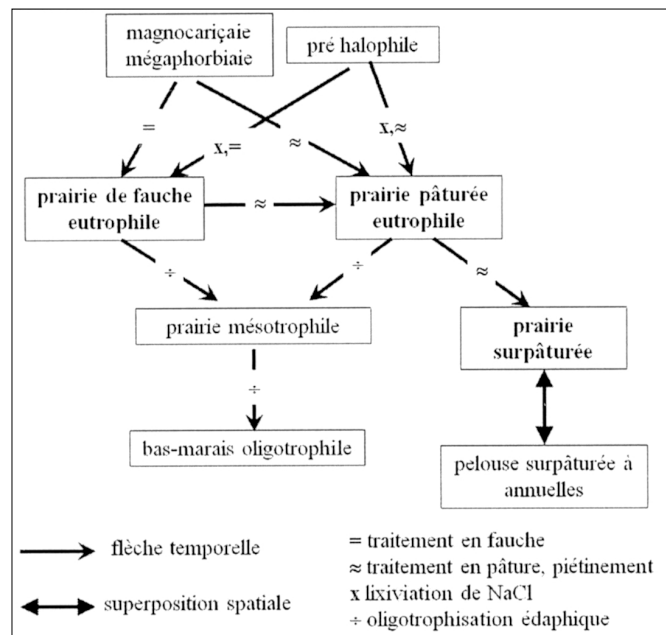 magnocariçaie
mégaphorbiaie
pré halophile
=
x,=
≈
x,≈
prairie de fauche
eutrophile
≈
prairie pâturée
eutrophile
÷
÷
≈
prairie mésotrophile
prairie
surpâturée
÷
bas-marais oligotrophile
pelouse surpâturée à
annuelles
flèche temporelle
superposition spatiale
= traitement en fauche
≈ traitement en pâture, piétinement
x lixiviation de NaCl
÷ oligotrophisation édaphique